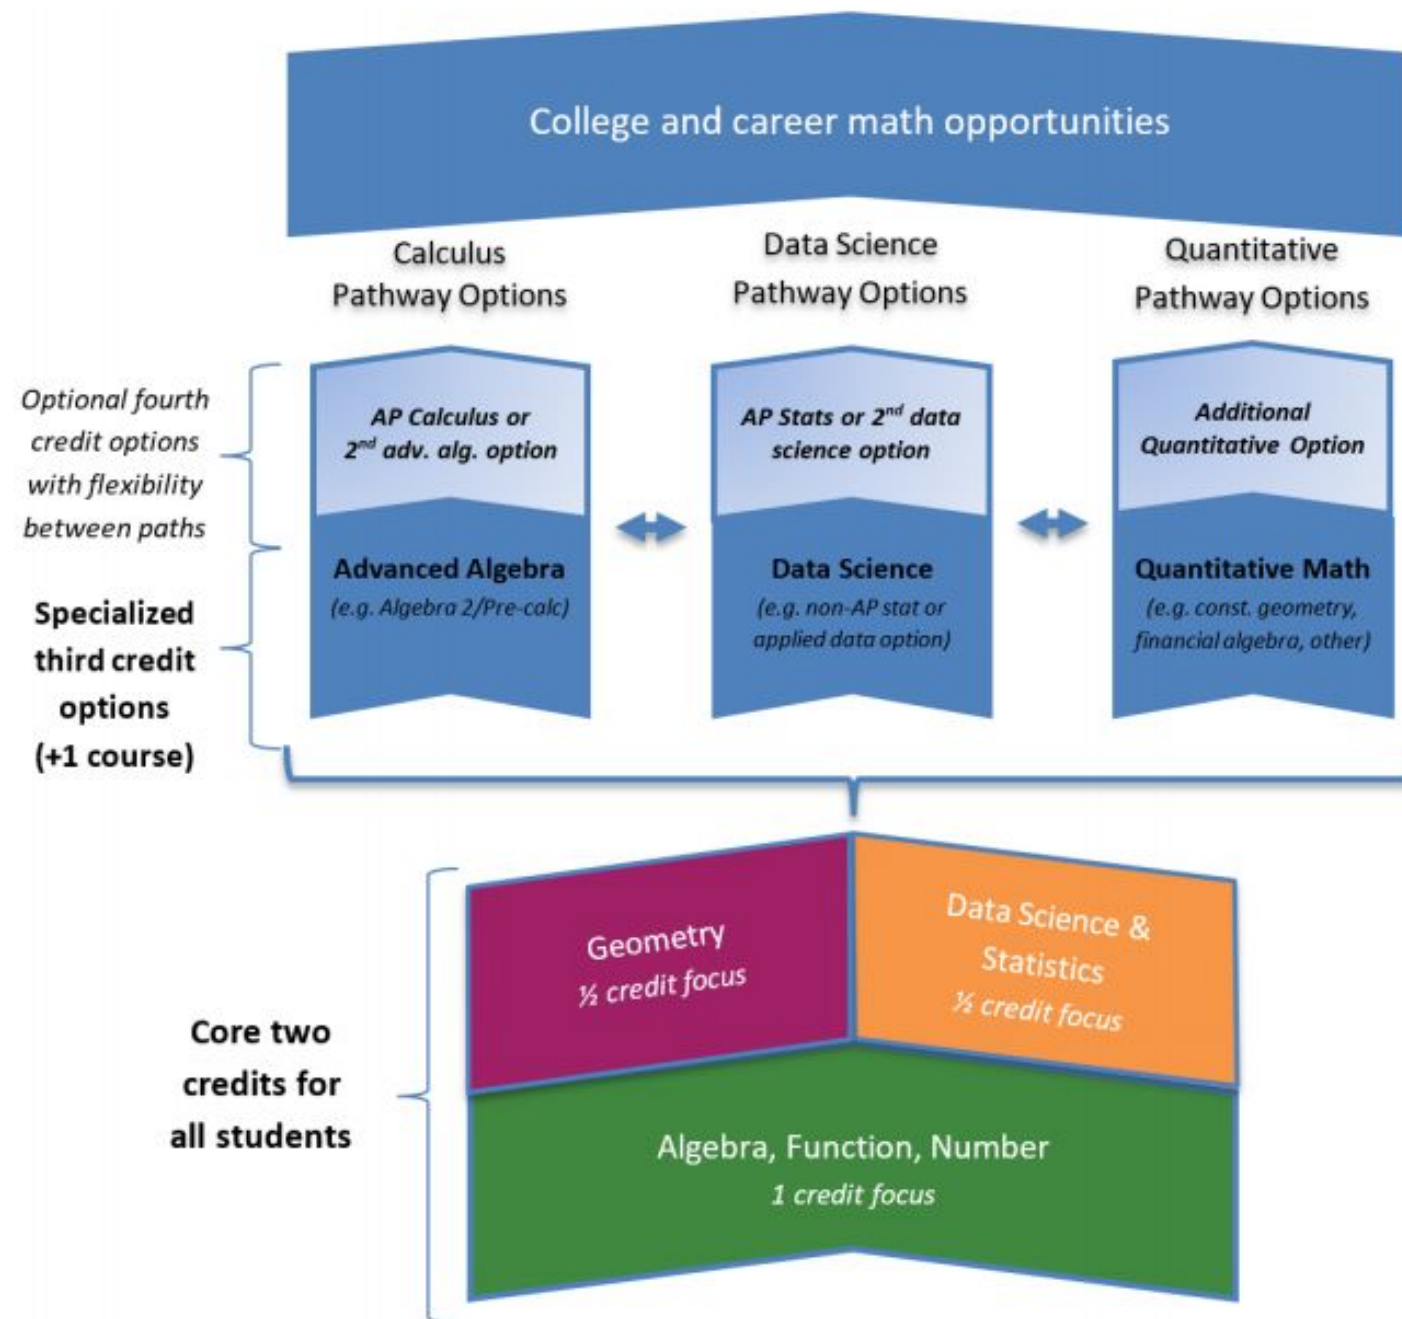 College and career math opportunities
Calculus
Pathway Options
Data Science
Pathway Options
Quantitative
Pathway Options
Optional fourth
credit options
with flexibility
between paths
AP Calculus or
2nd adv. alg. option
AP Stats or 2nd data
science option
Additional
Quantitative Option
Specialized
third credit
options
(+1 course)
Advanced Algebra
(e.g. Algebra 2/Pre-calc)
Data Science
(e.g. non-AP stat or
applied data option)
Quantitative Math
(e.g. const. geometry,
financial algebra, other)
Core two
credits for
all students
Geometry
½ credit focus
Data Science &
Statistics
½ credit focus
Algebra, Function, Number
1 credit focus